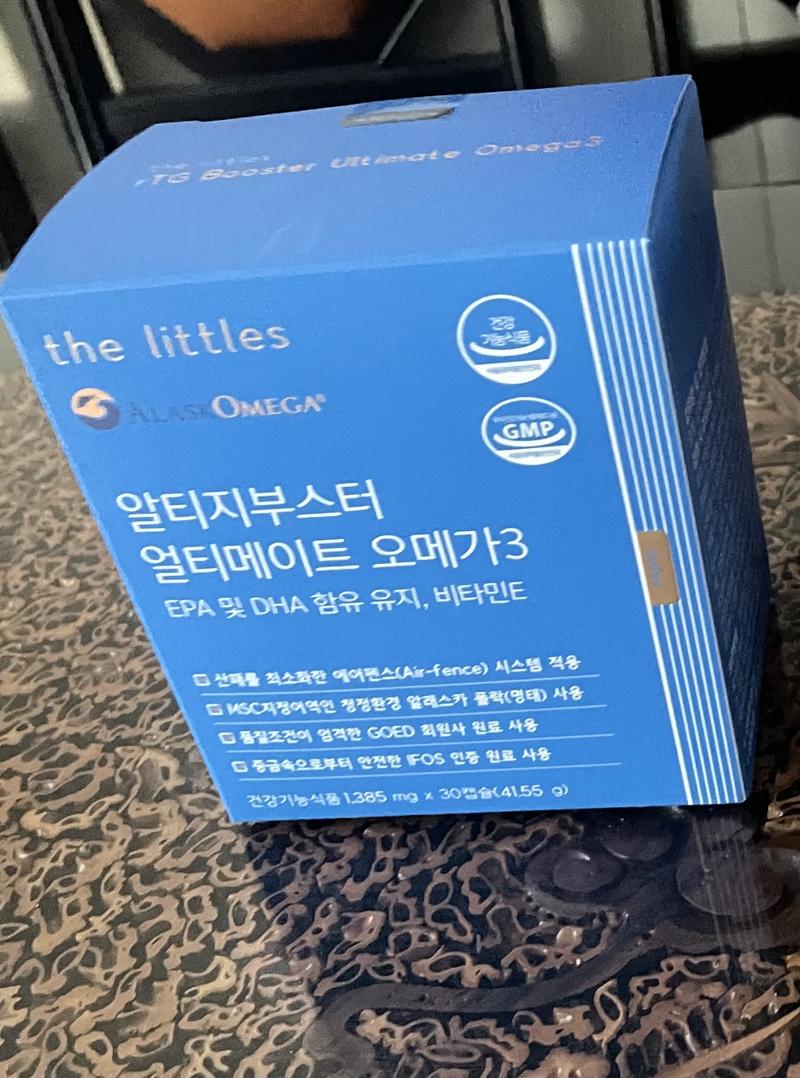 the littles
rTG Booster Ultimate Omega3
the littles
ALASKOMEGA®
건강
기능식품
GMP
알티지부스터
얼티메이트 오메가3
EPA 및 DHA 함유 유지, 비타민E
산패를 최소화한 에어펜스(Air-fence) 시스템 적용
MSC지정어역인 청정환경 알래스카 폴락(명태) 사용
품질조건이 엄격한 GOED 회원사 원료 사용
중금속으로부터 안전한 IFOS 인증 원료 사용
건강기능식품 1,385 mg x 30캡슐(41.55 g)